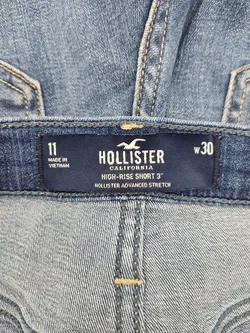 11
MADE IN
VIETNAM
HOLLISTER
CALIFORNIA
HIGH-RISE SHORT 3"
HOLLISTER ADVANCED STRETCH
W30